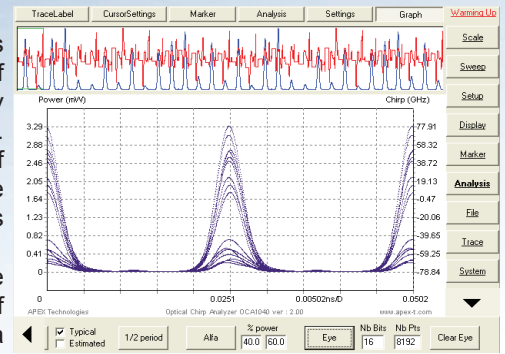 TraceLabel CursorSettings Marker Analysis Settings Graph Warming Up
Scale
Sweep
Setup
Display
Marker
Analysis
File
Trace
System
Power (mW) Chirp (GHz)
3.29 77.91
2.88 58.32
2.46 38.72
2.05 19.13
1.64 -0.47
1.23 -20.06
0.82 -39.65
0.41 -59.25
0 -78.84
0 0.0251 0.00502ns/D 0.0502
APEX Technologies Optical Chirp Analyzer OCA1040 ver : 2.00 www.apex-t.com
Typical
Estimated
1/2 period
Alfa
% power
40.0 60.0
Eye
Nb Bits
16
Nb Pts
8192
Clear Eye